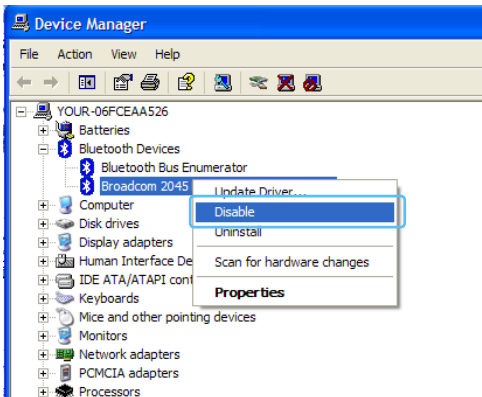 Device Manager
File Action View Help
YOUR-06FCEAA526
Batteries
Bluetooth Devices
Bluetooth Bus Enumerator
Broadcom 2045
Update Driver...
Computer
Disable
Disk drives
Uninstall
Display adapters
Human Interface De
Scan for hardware changes
IDE ATA/ATAPI cont
Keyboards
Properties
Mice and other pointing devices
Monitors
Network adapters
PCMCIA adapters
Processors